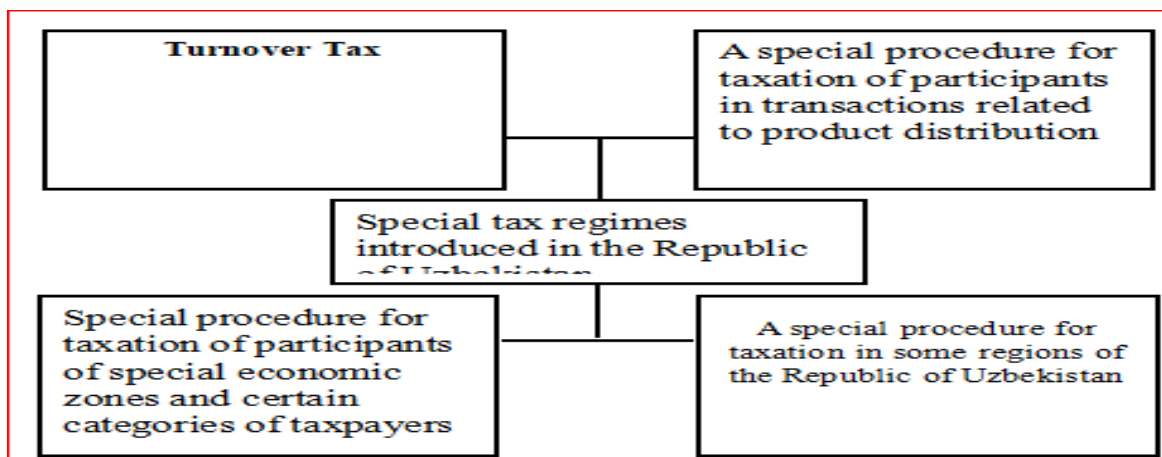 Turnover Tax
A special procedure for
taxation of participants
in transactions related
to product distribution
Special tax regimes
introduced in the Republic
of Uzbekistan
Special procedure for
taxation of participants
of special economic
zones and certain
categories of taxpayers
A special procedure for
taxation in some regions of
the Republic of Uzbekistan